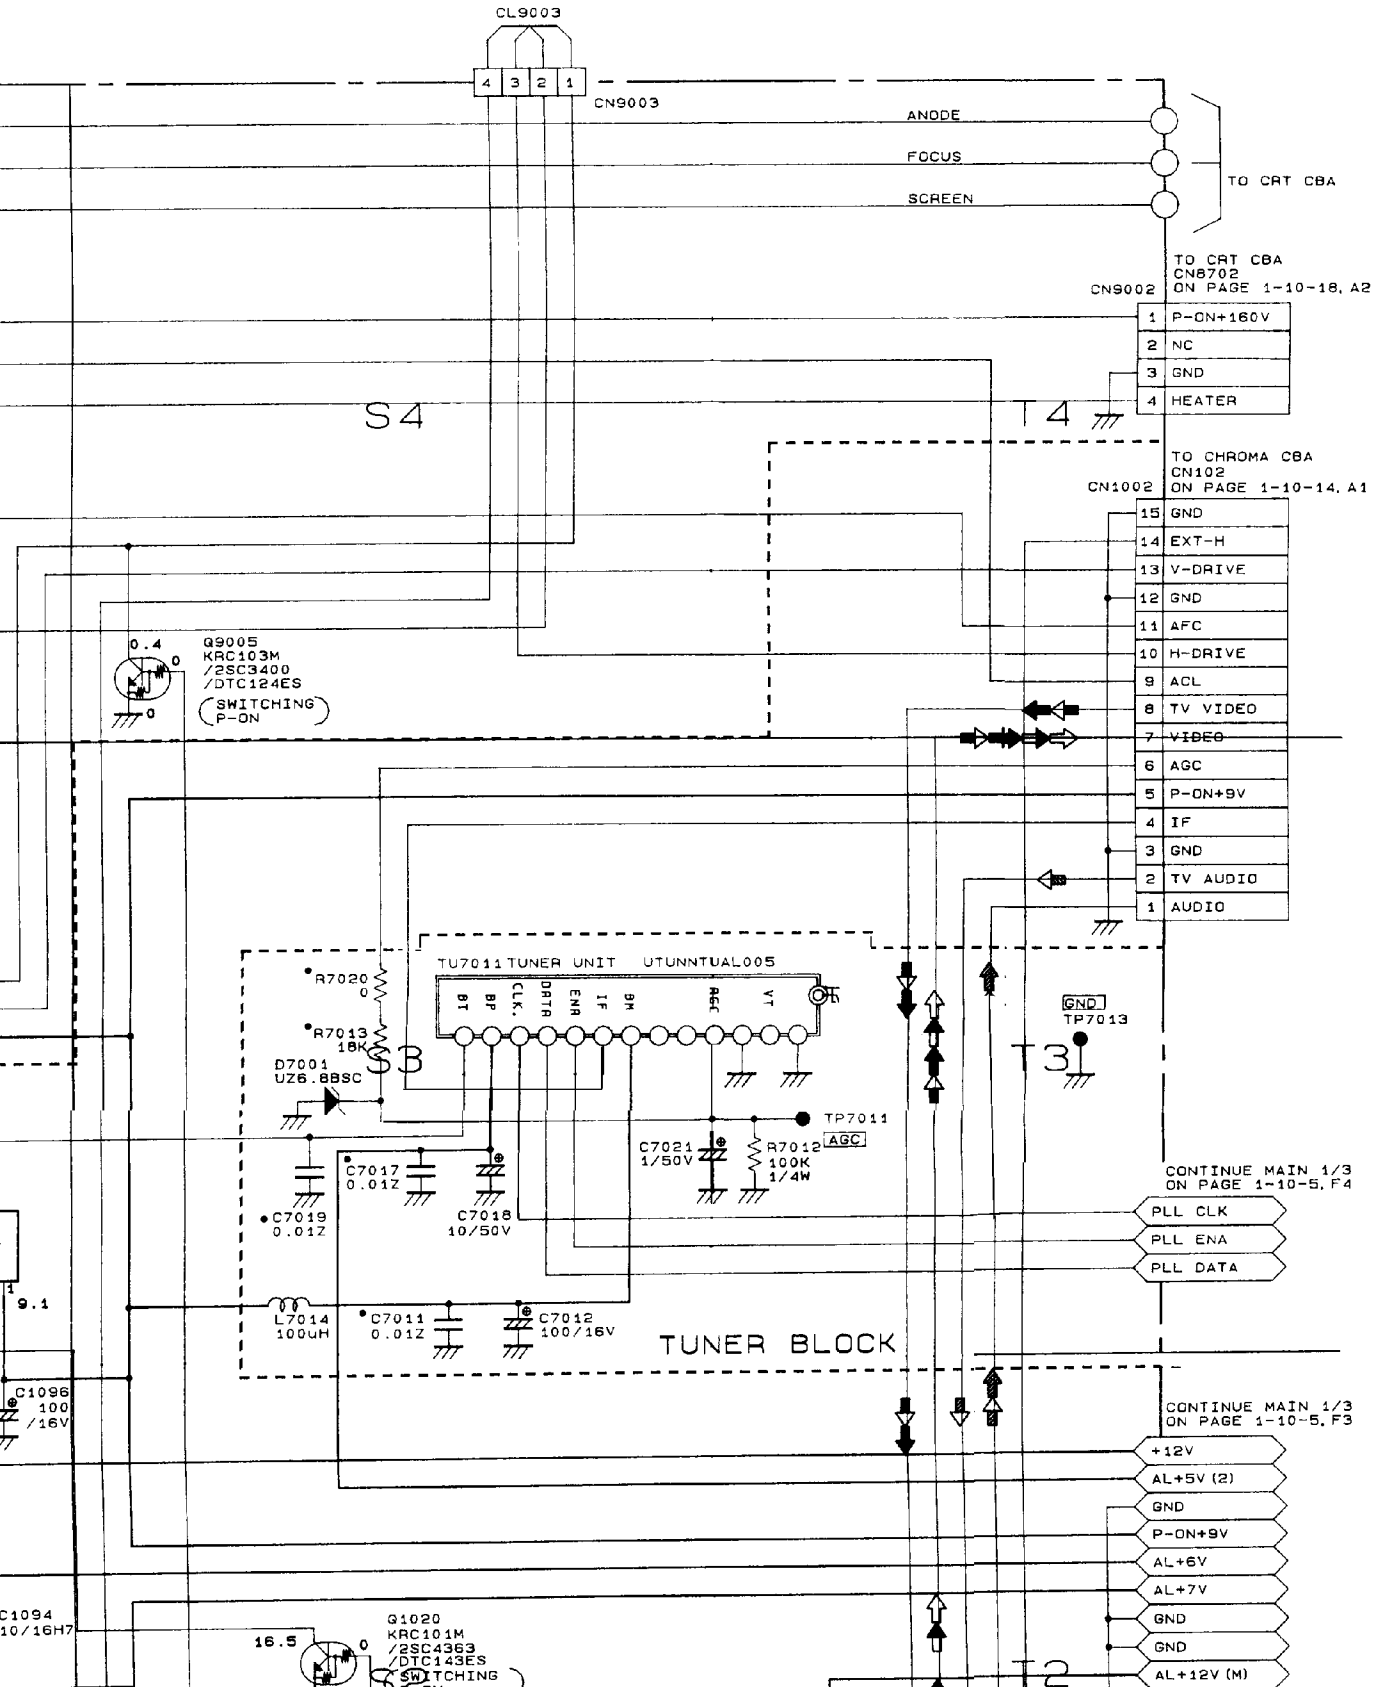 CL9003
4 3 2 1
CN9003
ANODE
FOCUS
SCREEN
TO CRT CBA
TO CRT CBA
CN8702
CN9002 ON PAGE 1-10-18, A2
1 P-ON+160V
2 NC
3 GND
4 HEATER
S4
T4
TO CHROMA CBA
CN102
CN1002 ON PAGE 1-10-14, A1
15 GND
14 EXT-H
13 V-DRIVE
12 GND
11 AFC
10 H-DRIVE
9 ACL
8 TV VIDEO
7 VIDEO
6 AGC
5 P-ON+9V
4 IF
3 GND
2 TV AUDIO
1 AUDIO
0.4
0
0
Q9005
KRC103M
/2SC3400
/DTC124ES
(SWITCHING
P-ON)
TU7011 TUNER UNIT UTUNNTUAL005
BT BP CLK. DATA ENA IF BM AGC VT
R7020
0
R7013
18K
S3
D7001
UZ6.8BSC
GND
TP7013
T3
TP7011
AGC
C7021
1/50V
R7012
100K
1/4W
C7017
0.01Z
C7019
0.01Z
C7018
10/50V
CONTINUE MAIN 1/3
ON PAGE 1-10-5, F4
PLL CLK
PLL ENA
PLL DATA
1
9.1
L7014
100uH
C7011
0.01Z
C7012
100/16V
TUNER BLOCK
C1096
100
/16V
CONTINUE MAIN 1/3
ON PAGE 1-10-5, F3
+12V
AL+5V(2)
GND
P-ON+9V
AL+6V
AL+7V
GND
GND
AL+12V(M)
C1094
10/16H7
16.5
0
Q1020
KRC101M
/2SC4363
/DTC143ES
SWITCHING
T2